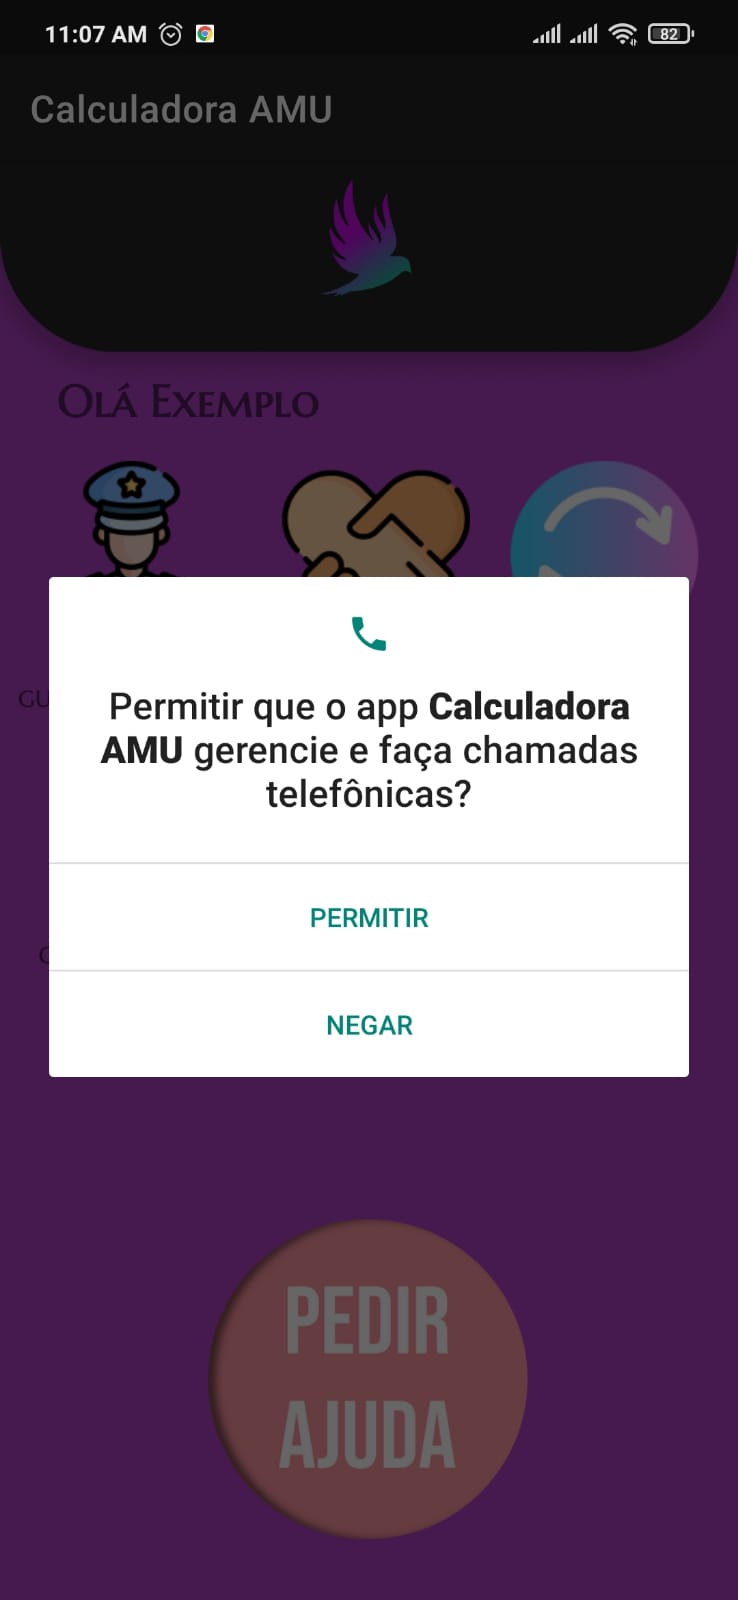 11:07 AM
82
Calculadora AMU
Olá Exemplo
GU
Permitir que o app Calculadora
AMU gerencie e faça chamadas
telefônicas?
PERMITIR
NEGAR
PEDIR
AJUDA